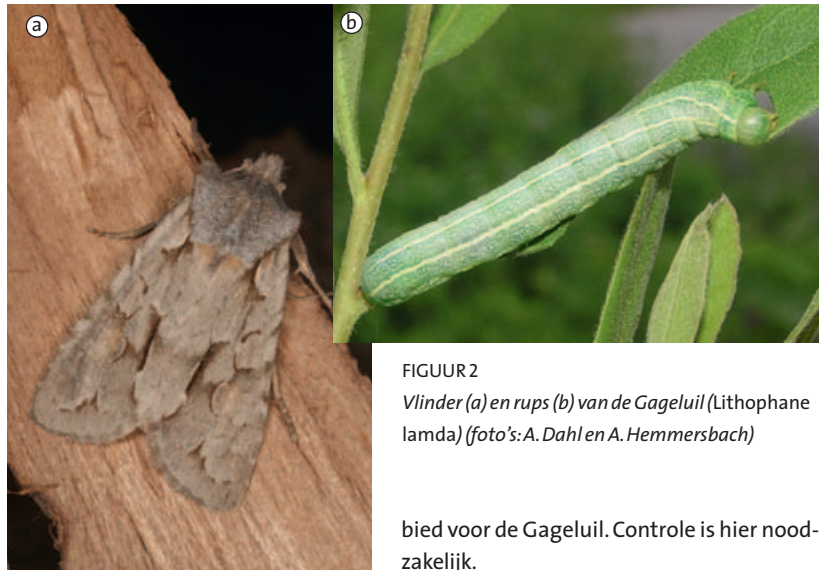 a
b
FIGUUR 2
Vlinder (a) en rups (b) van de Gageluil (Lithophane
lamda) (foto's: A. Dahl en A. Hemmersbach)
bied voor de Gageluil. Controle is hier nood-
zakelijk.